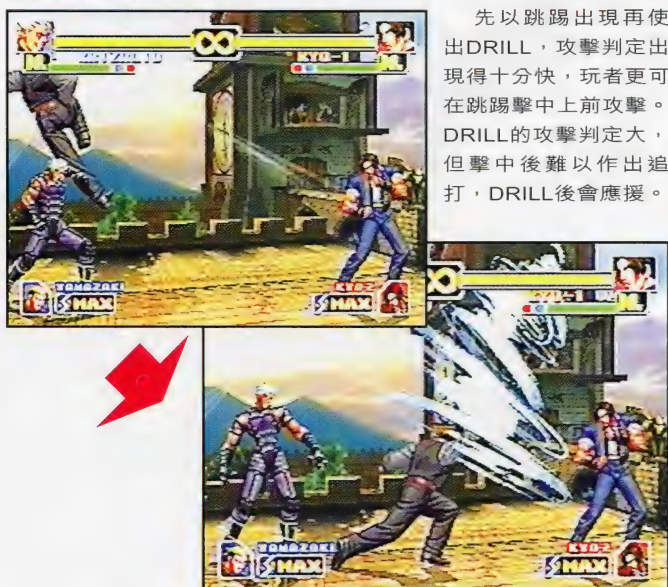 先以跳踢出現再使
出DRILL，攻擊判定出
現得十分快，玩者更可
在跳踢擊中上前攻擊。
DRILL的攻擊判定大，
但擊中後難以作出追
打，DRILL後會應援。
KYO-1
YAMAZAKI
MAX
KYO-2
MAX
YAMAZAKI
MAX
KYO-2
MAX